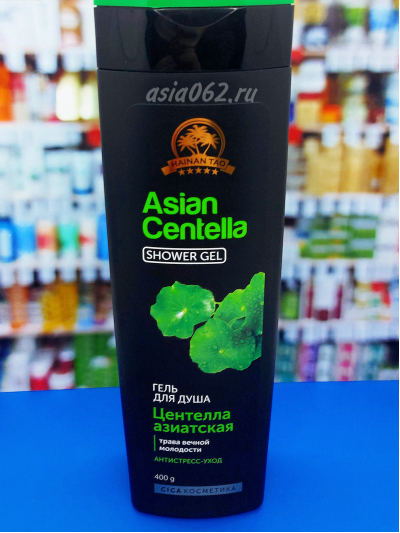 asia062.ru
HAINAN TAO
Asian
Centella
SHOWER GEL
ГЕЛЬ
ДЛЯ ДУША
Центелла
азиатская
трава вечной
молодости
АНТИСТРЕСС-УХОД
400 g
CICA КОСМЕТИКА